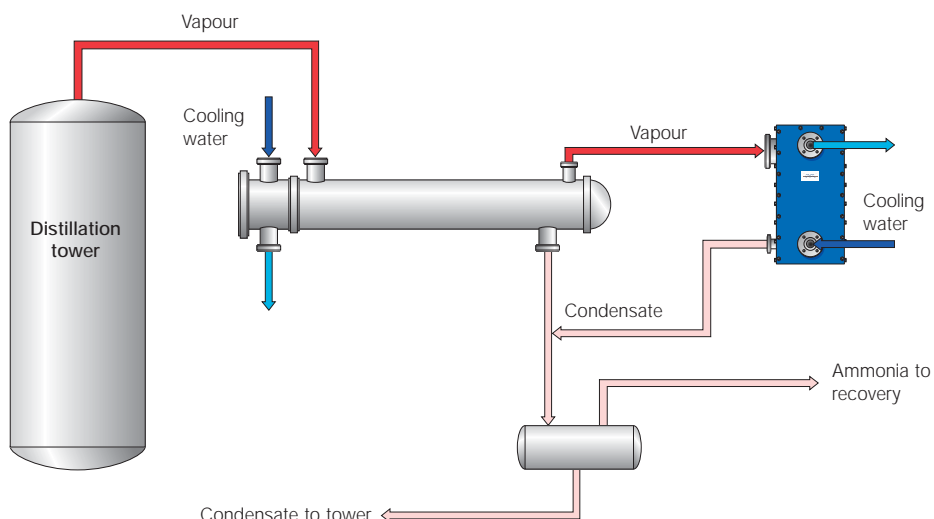 Vapour
Cooling
water
Vapour
Distillation
tower
Cooling
water
Condensate
Ammonia to
recovery
Condensate to tower